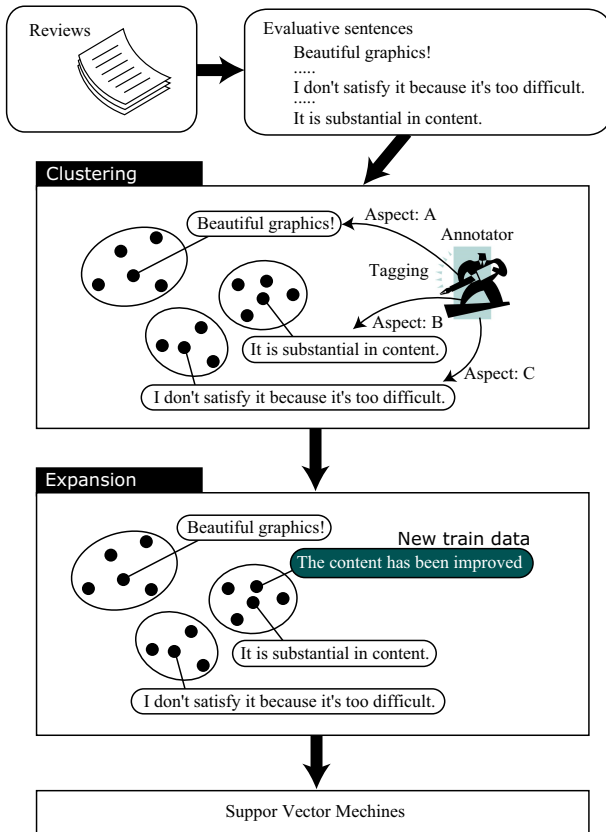 Reviews
Evaluative sentences
Beautiful graphics!
.....
I don't satisfy it because it's too difficult.
.....
It is substantial in content.
Clustering
Beautiful graphics!
Aspect: A
Annotator
Tagging
Aspect: B
It is substantial in content.
Aspect: C
I don't satisfy it because it's too difficult.
Expansion
Beautiful graphics!
New train data
The content has been improved
It is substantial in content.
I don't satisfy it because it's too difficult.
Suppor Vector Mechines